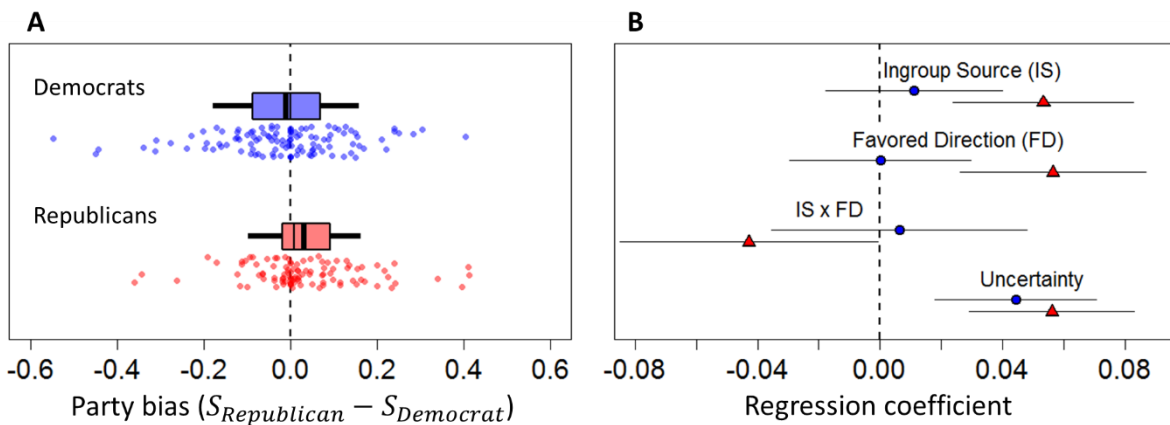 A
Democrats
Republicans
-0.6 -0.4 -0.2 0.0 0.2 0.4 0.6
Party bias (S_Republican − S_Democrat)
B
Ingroup Source (IS)
Favored Direction (FD)
IS x FD
Uncertainty
-0.08 -0.04 0.00 0.04 0.08
Regression coefficient